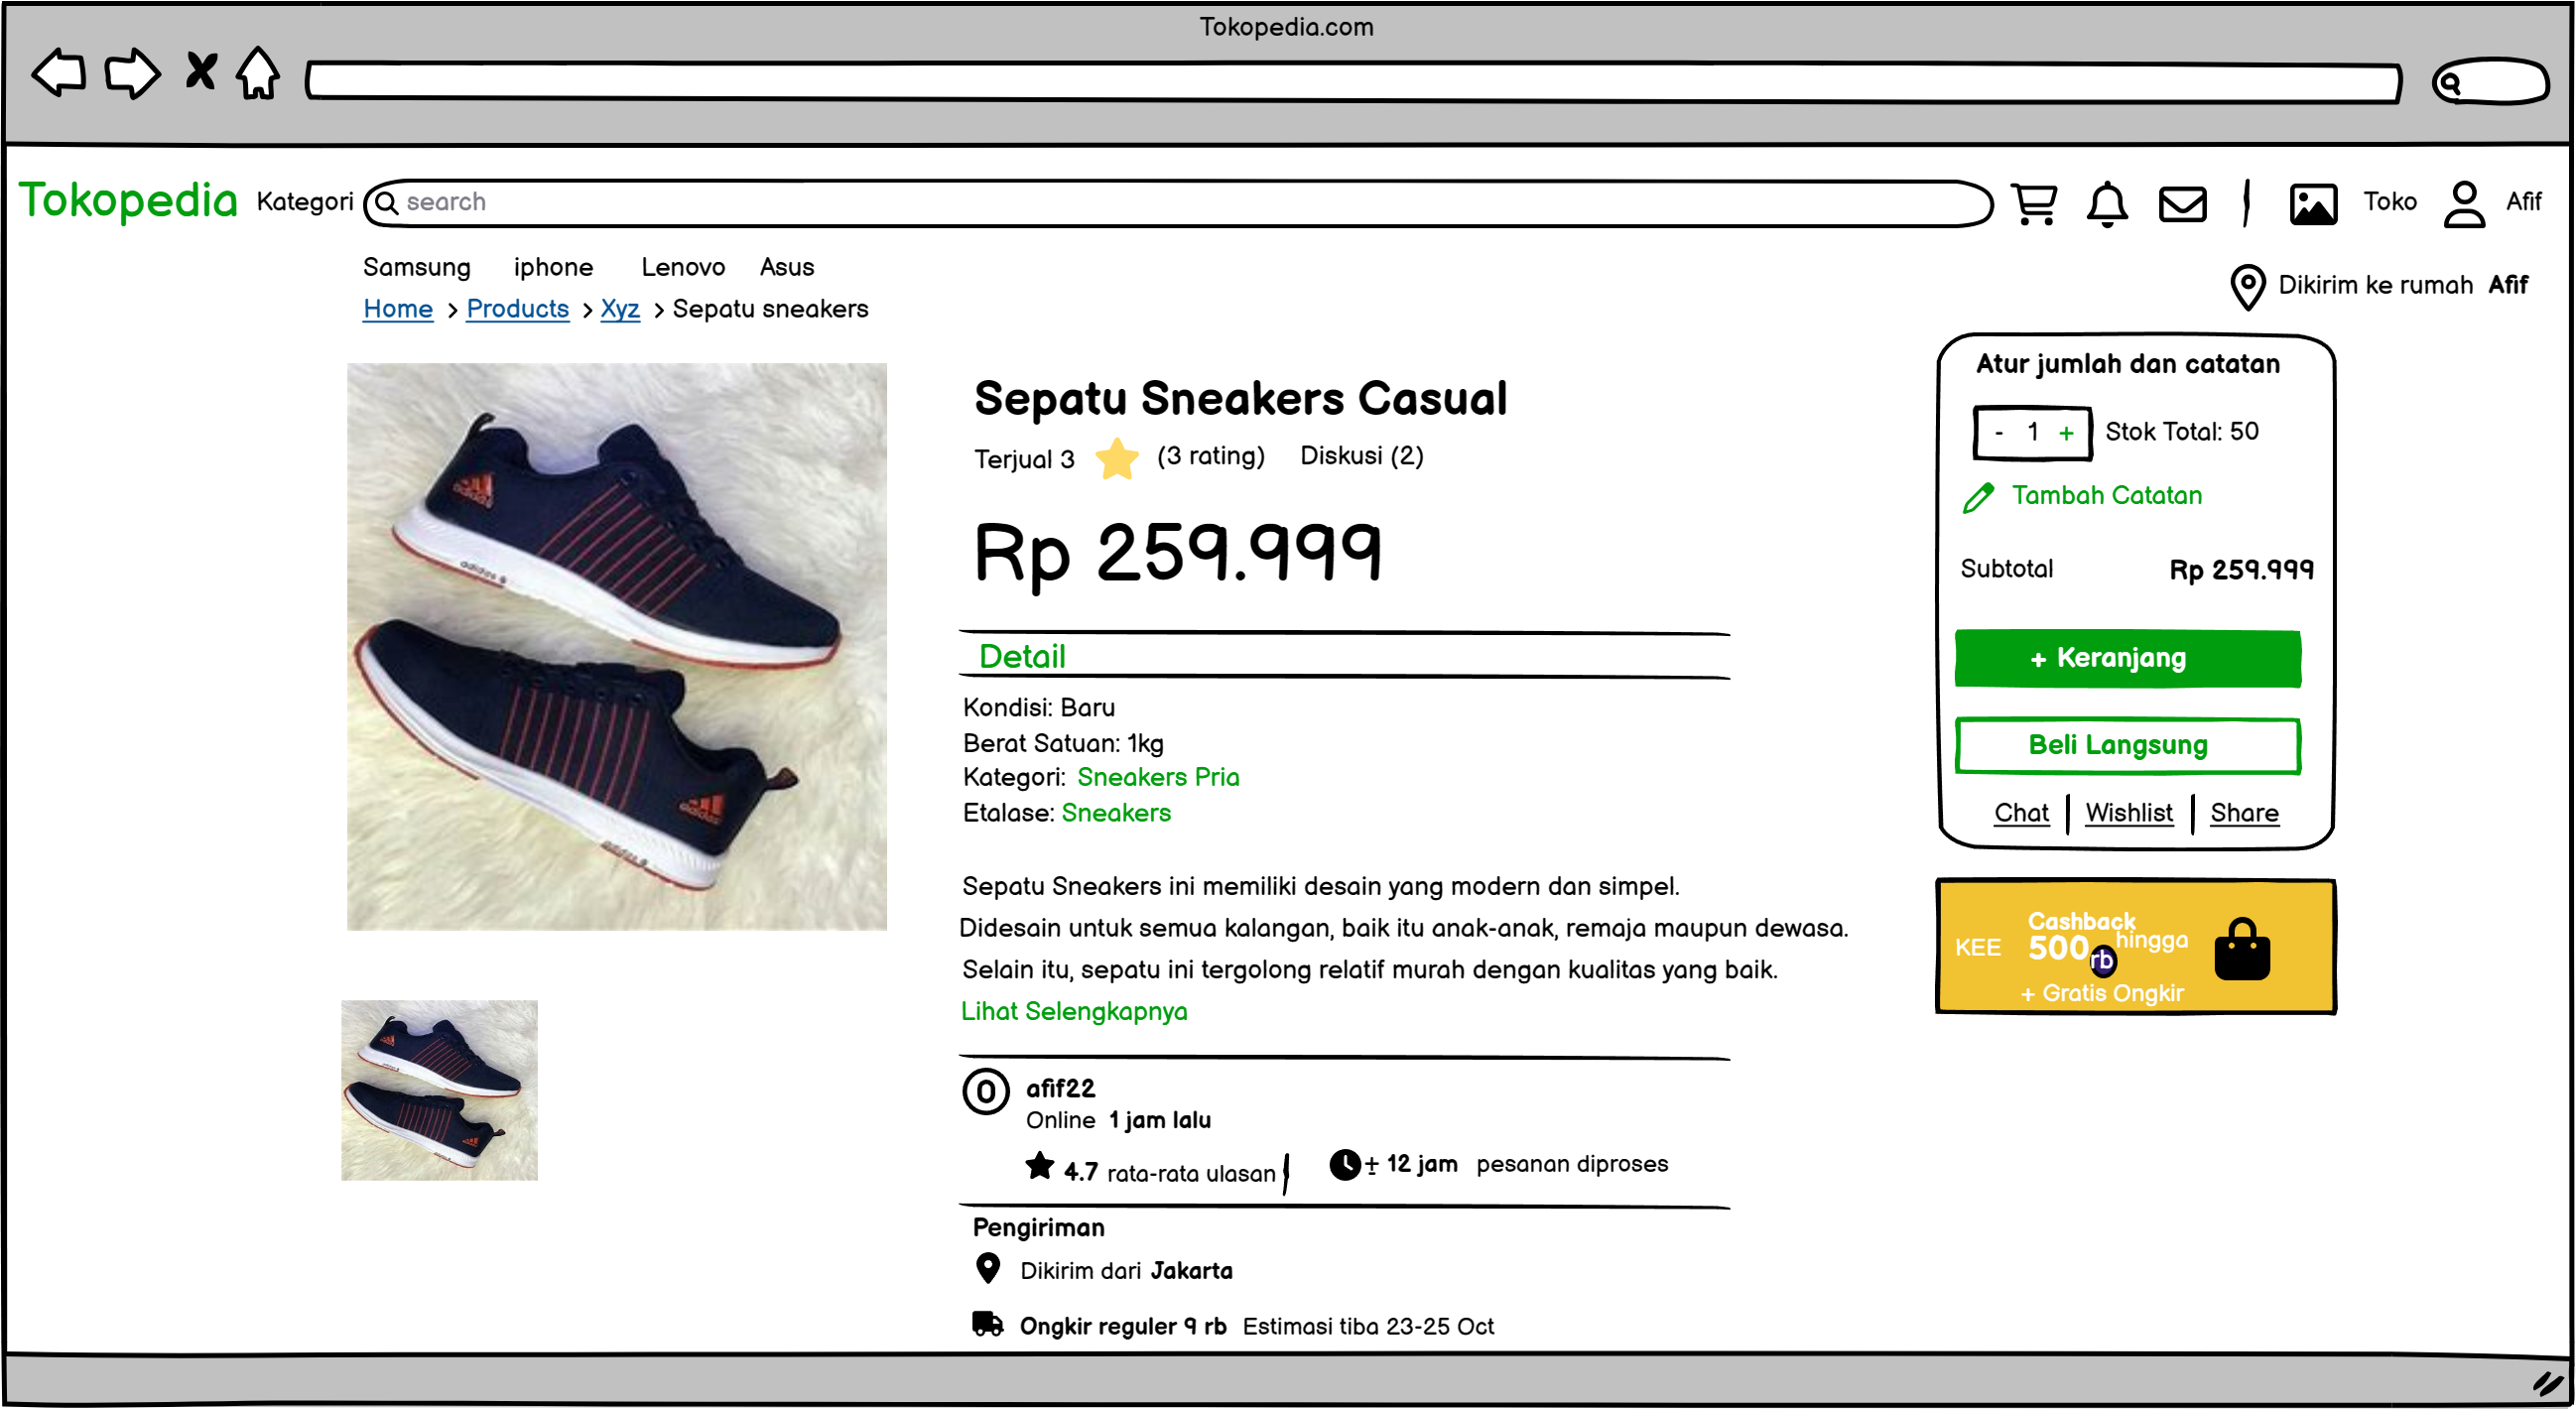 Tokopedia.com
Tokopedia Kategori search Toko Afif
Samsung iphone Lenovo Asus
Dikirim ke rumah Afif
Home > Products > Xyz > Sepatu sneakers
Sepatu Sneakers Casual
Terjual 3 (3 rating) Diskusi (2)
Rp 259.999
Detail
Kondisi: Baru
Berat Satuan: 1kg
Kategori: Sneakers Pria
Etalase: Sneakers
Sepatu Sneakers ini memiliki desain yang modern dan simpel.
Didesain untuk semua kalangan, baik itu anak-anak, remaja maupun dewasa.
Selain itu, sepatu ini tergolong relatif murah dengan kualitas yang baik.
Lihat Selengkapnya
O afif22
Online 1 jam lalu
4.7 rata-rata ulasan ± 12 jam pesanan diproses
Pengiriman
Dikirim dari Jakarta
Ongkir reguler 9 rb Estimasi tiba 23-25 Oct
Atur jumlah dan catatan
- 1 + Stok Total: 50
Tambah Catatan
Subtotal Rp 259.999
+ Keranjang
Beli Langsung
Chat Wishlist Share
KEE
Cashback
hingga
500 rb
+ Gratis Ongkir
adidas
adidas
adidas
adidas